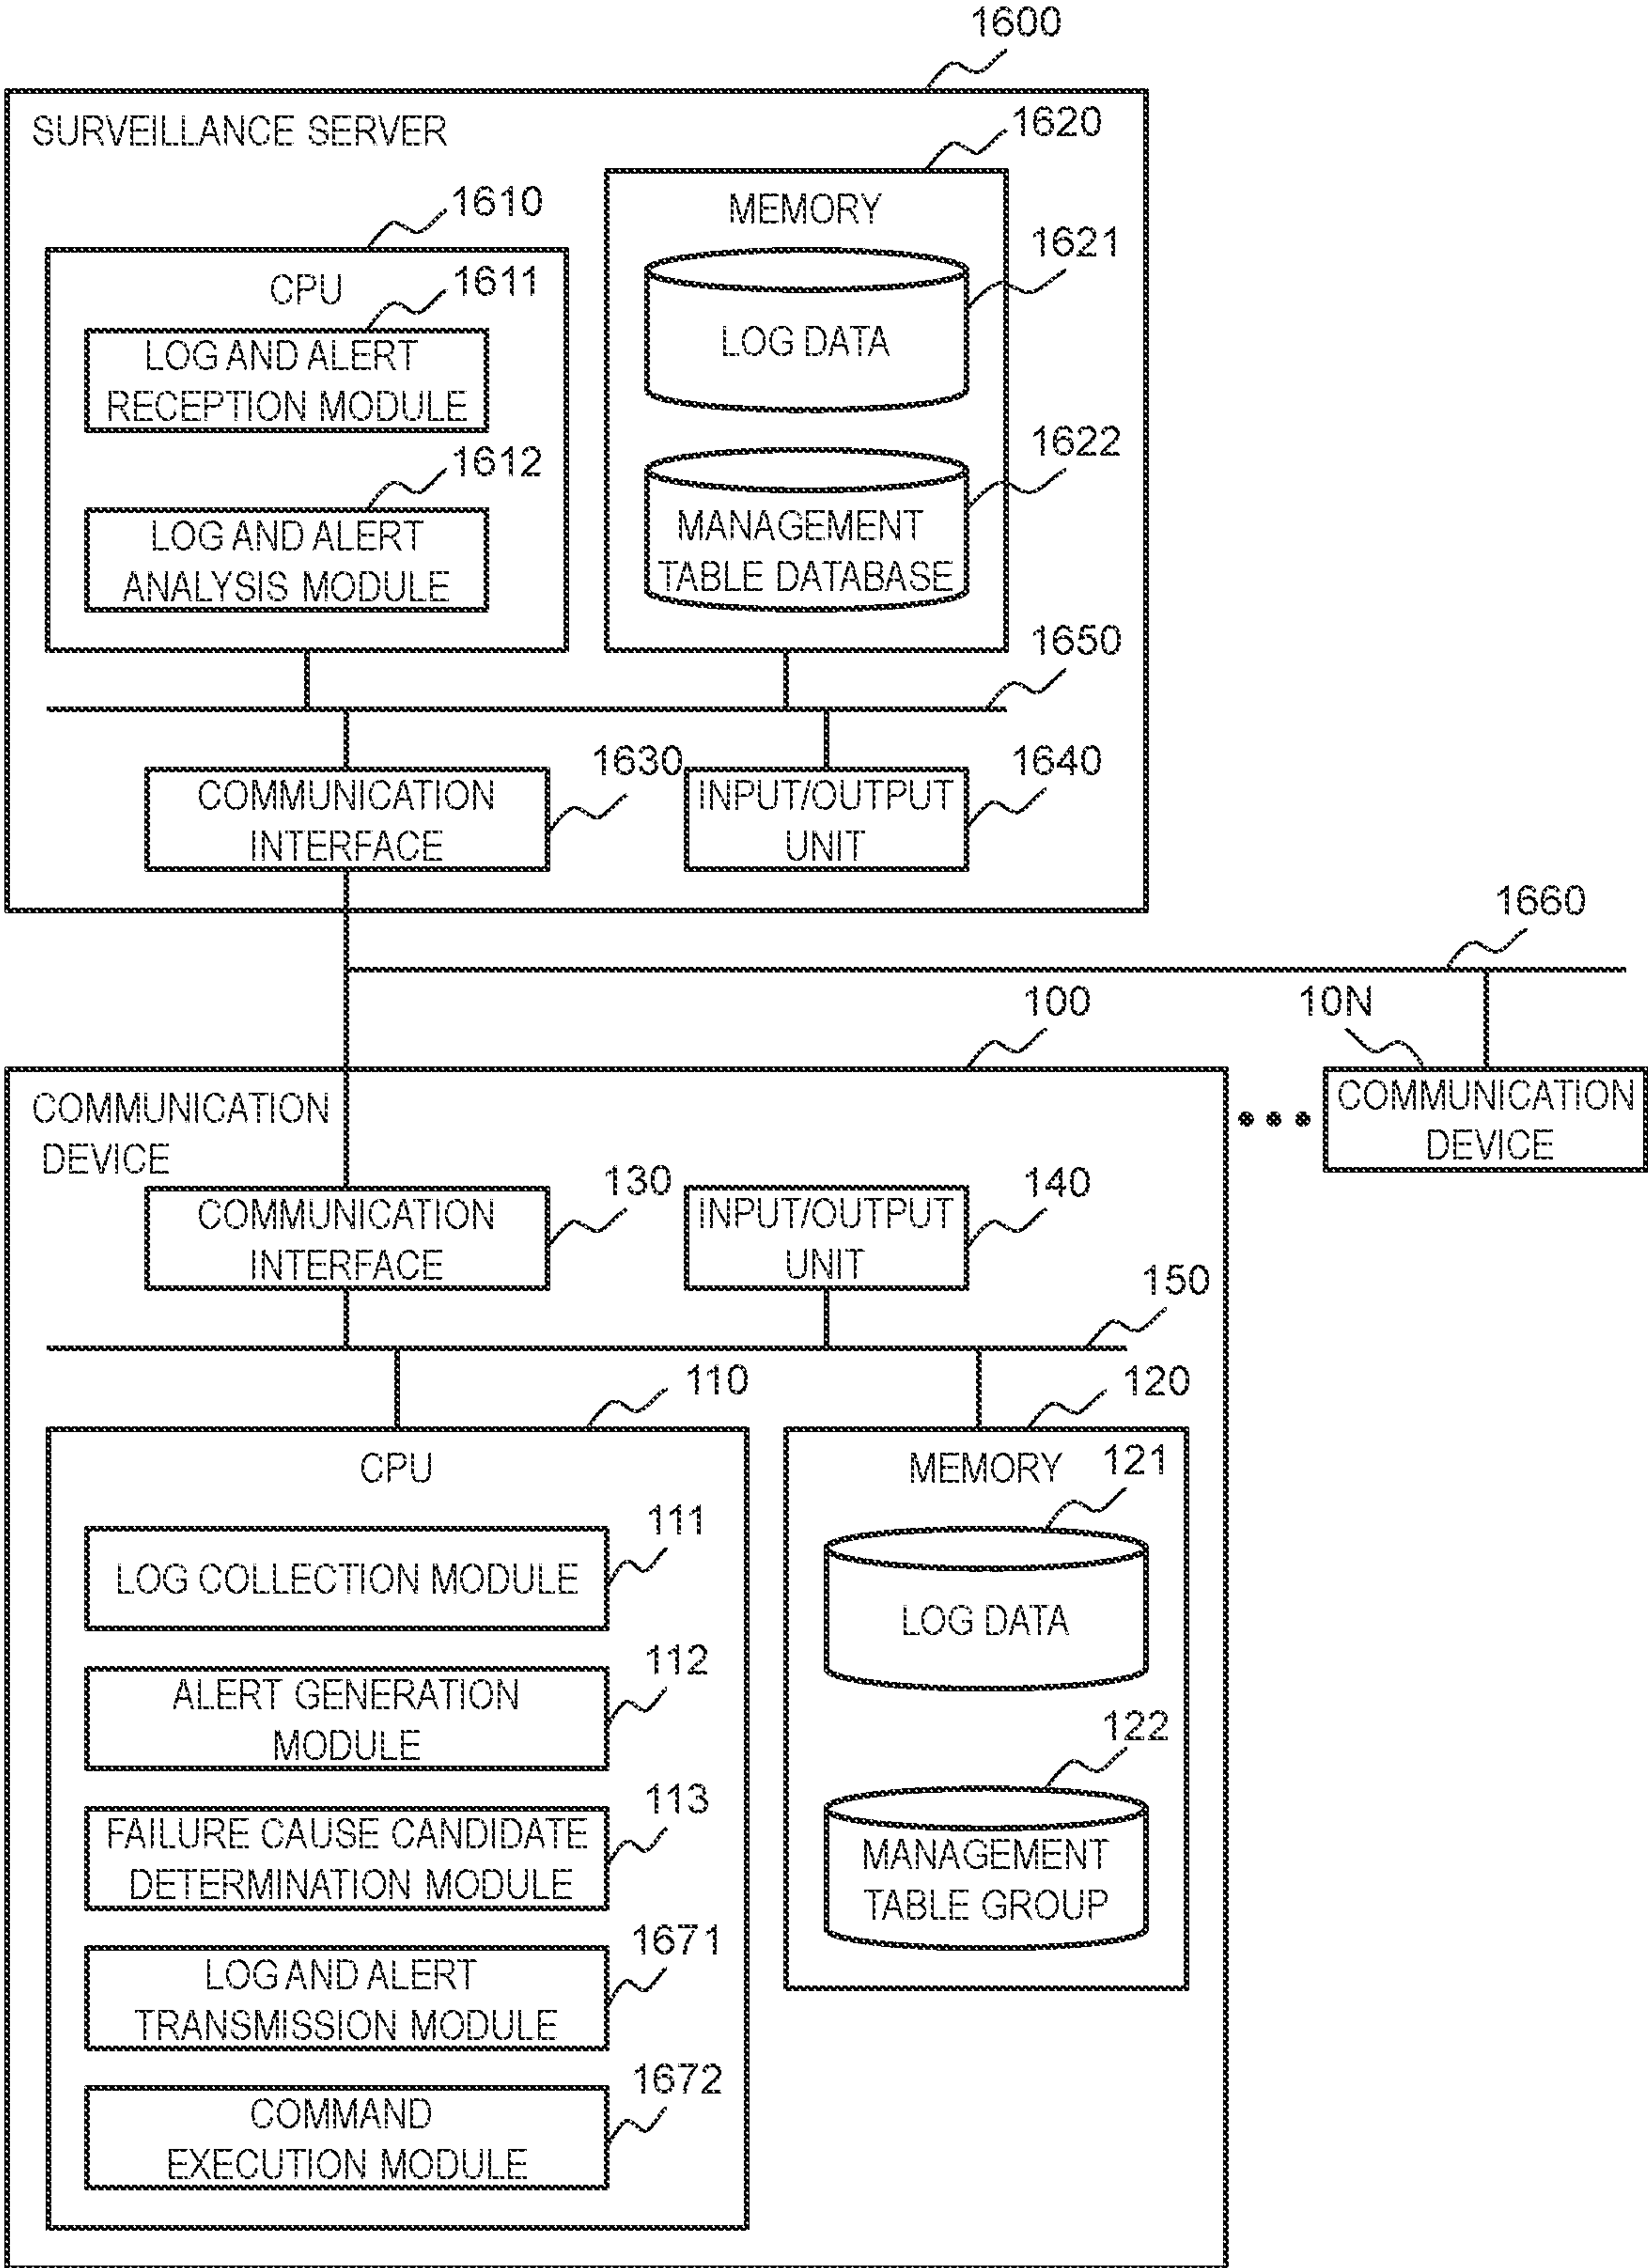 1600
SURVEILLANCE SERVER
1620
1610
MEMORY
1621
CPU
1611
LOG AND ALERT
RECEPTION MODULE
LOG DATA
1612
1622
LOG AND ALERT
ANALYSIS MODULE
MANAGEMENT
TABLE DATABASE
1650
1630
1640
COMMUNICATION
INTERFACE
INPUT/OUTPUT
UNIT
1660
100
10N
COMMUNICATION
DEVICE
COMMUNICATION
DEVICE
130
140
COMMUNICATION
INTERFACE
INPUT/OUTPUT
UNIT
150
110
120
CPU
MEMORY
121
111
LOG COLLECTION MODULE
LOG DATA
112
ALERT GENERATION
MODULE
122
113
FAILURE CAUSE CANDIDATE
DETERMINATION MODULE
MANAGEMENT
TABLE GROUP
1671
LOG AND ALERT
TRANSMISSION MODULE
1672
COMMAND
EXECUTION MODULE